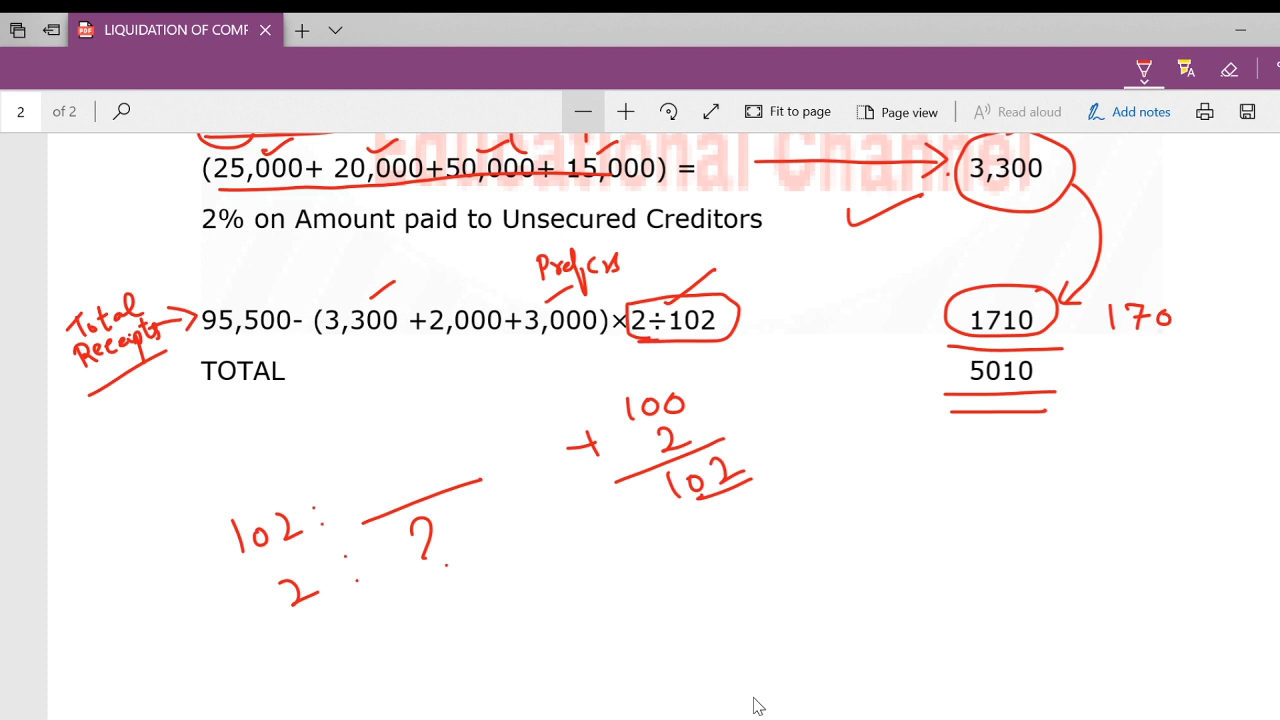 LIQUIDATION OF COMP
2 of 2
Fit to page
Page view
Read aloud
Add notes
Educational Channel
(25,000+ 20,000+50,000+ 15,000) = 3,300
2% on Amount paid to Unsecured Creditors
Pref Crs
Total Receipts
95,500- (3,300 +2,000+3,000)×2÷102 1710 170
TOTAL 5010
100
+ 2
102
102 :
2 : ?